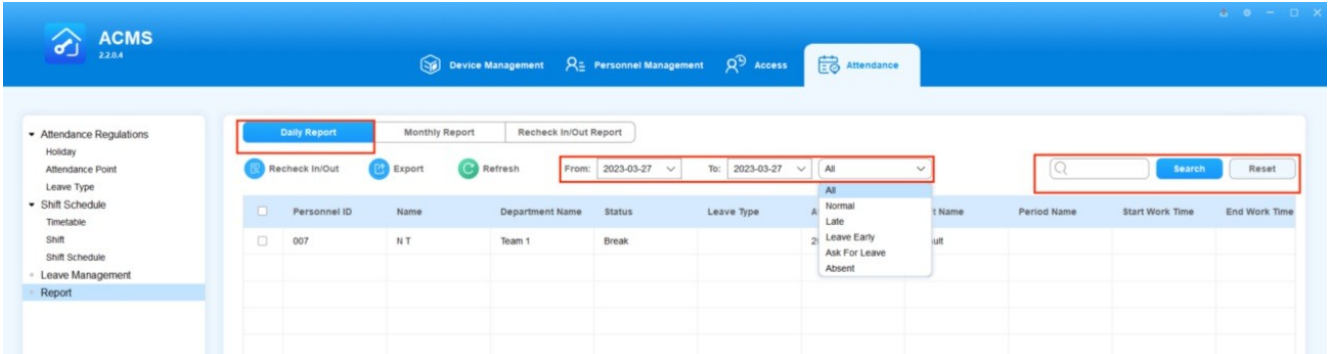 ACMS
2.2.0.4
Device Management Personnel Management Access Attendance
Attendance Regulations
Holiday
Attendance Point
Leave Type
Shift Schedule
Timetable
Shift
Shift Schedule
Leave Management
Report
Daily Report Monthly Report Recheck In/Out Report
Recheck In/Out Export Refresh From: 2023-03-27 To: 2023-03-27 All Search Reset
All
Normal
Late
Leave Early
Ask For Leave
Absent
Personnel ID Name Department Name Status Leave Type Period Name Start Work Time End Work Time
007 N T Team 1 Break